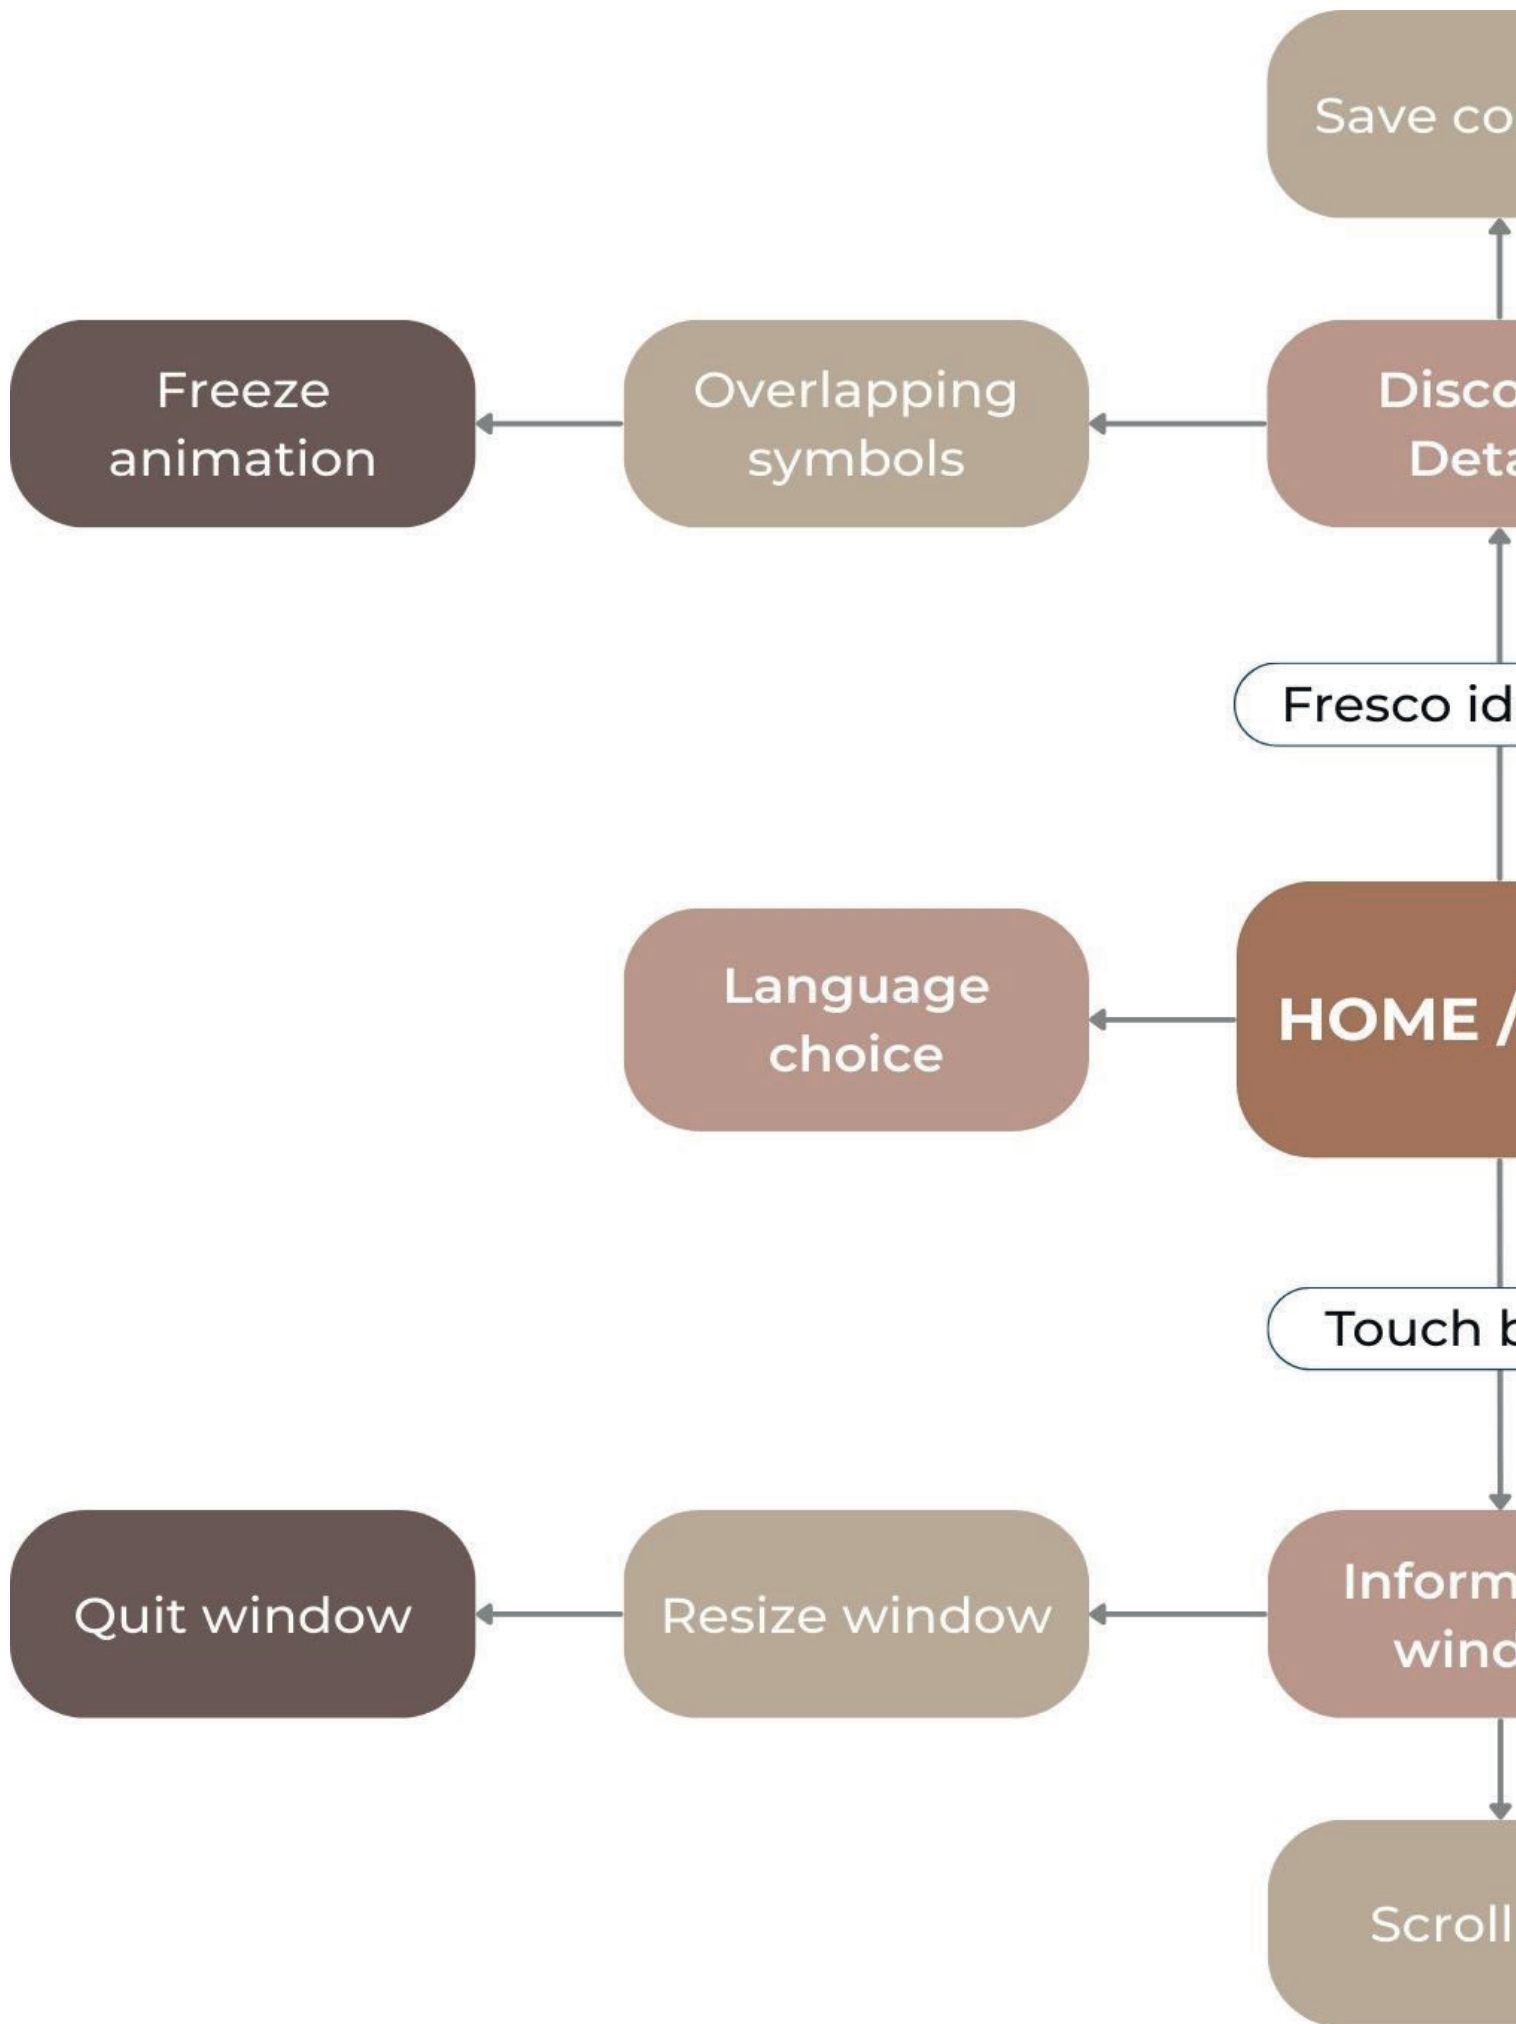 Save co
Freeze
animation
Overlapping
symbols
Disco
Deta
Fresco id
Language
choice
HOME /
Touch b
Quit window
Resize window
Inform
wind
Scroll